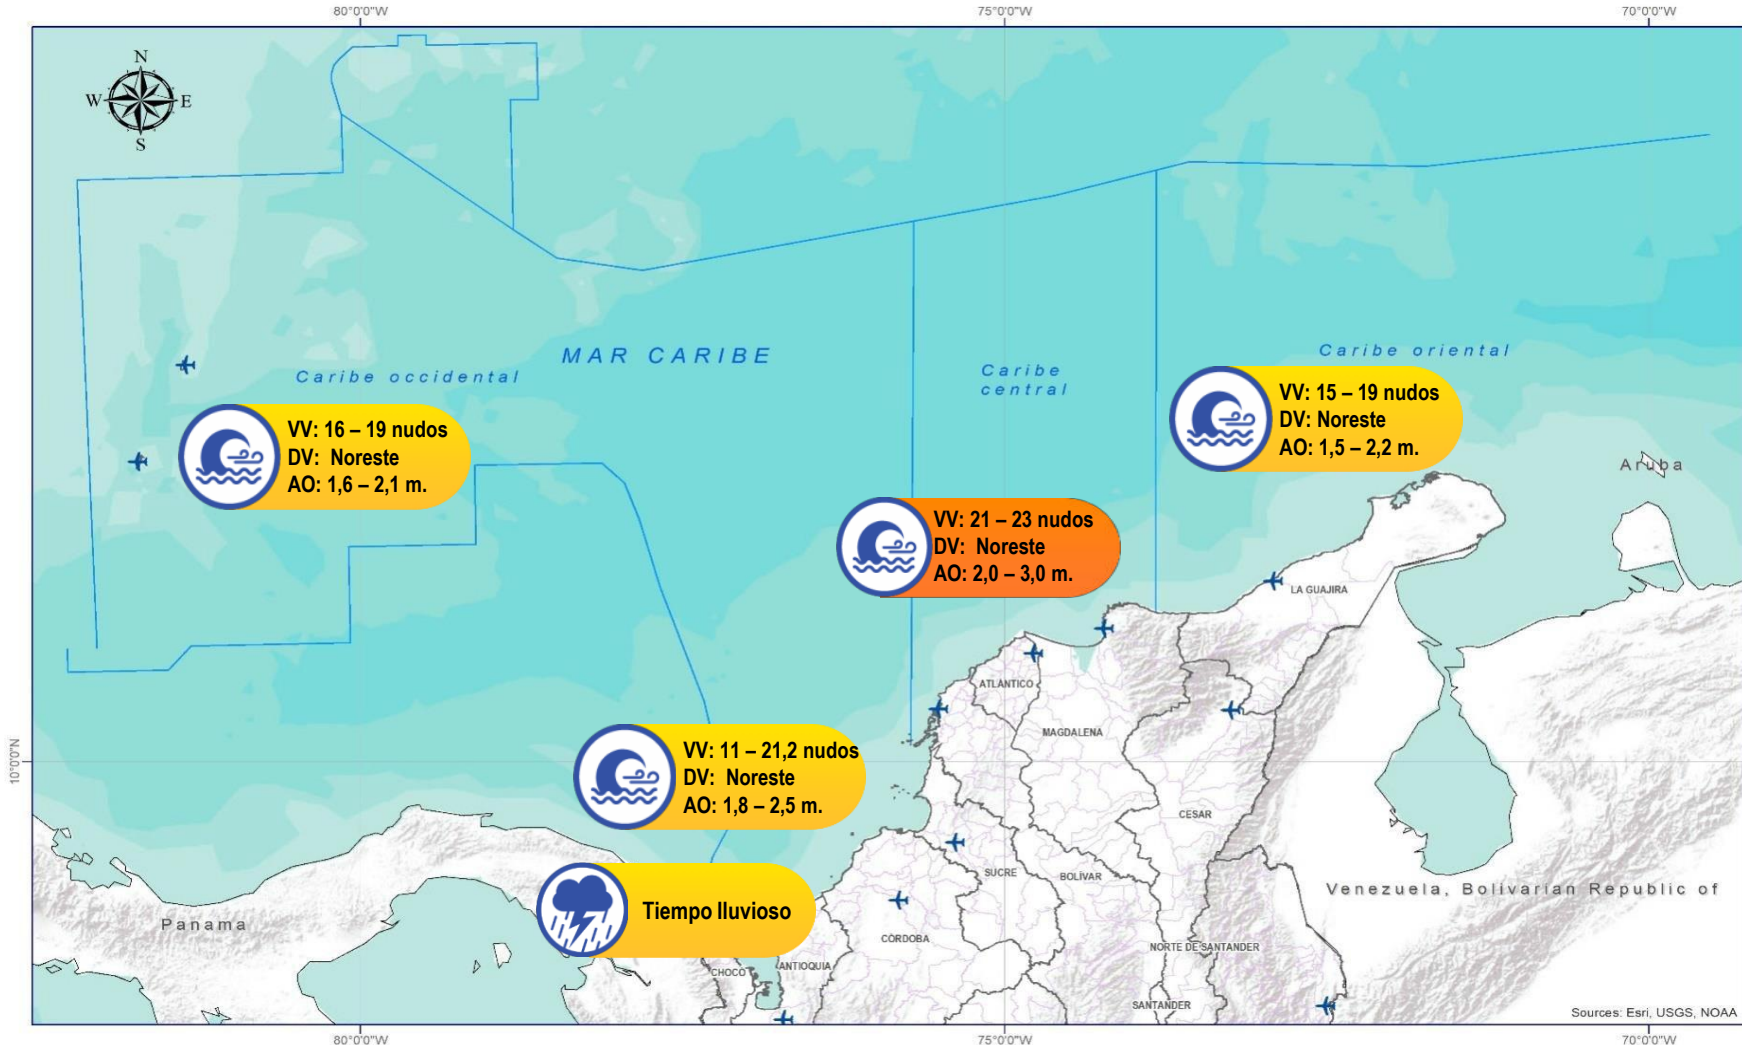 80°0'0"W
75°0'0"W
70°0'0"W
N
W
E
S
MAR CARIBE
Caribe occidental
Caribe
central
Caribe oriental
VV: 15 – 19 nudos
DV: Noreste
AO: 1,5 – 2,2 m.
VV: 16 – 19 nudos
DV: Noreste
AO: 1,6 – 2,1 m.
Aruba
VV: 21 – 23 nudos
DV: Noreste
AO: 2,0 – 3,0 m.
LA GUAJIRA
ATLÁNTICO
MAGDALENA
10°0'0"N
VV: 11 – 21,2 nudos
DV: Noreste
AO: 1,8 – 2,5 m.
CESAR
SUCRE
BOLÍVAR
Venezuela, Bolivarian Republic of
Tiempo lluvioso
Panama
CÓRDOBA
NORTE DE SANTANDER
CHOCÓ
ANTIOQUIA
SANTANDER
Sources: Esri, USGS, NOAA
80°0'0"W
75°0'0"W
70°0'0"W